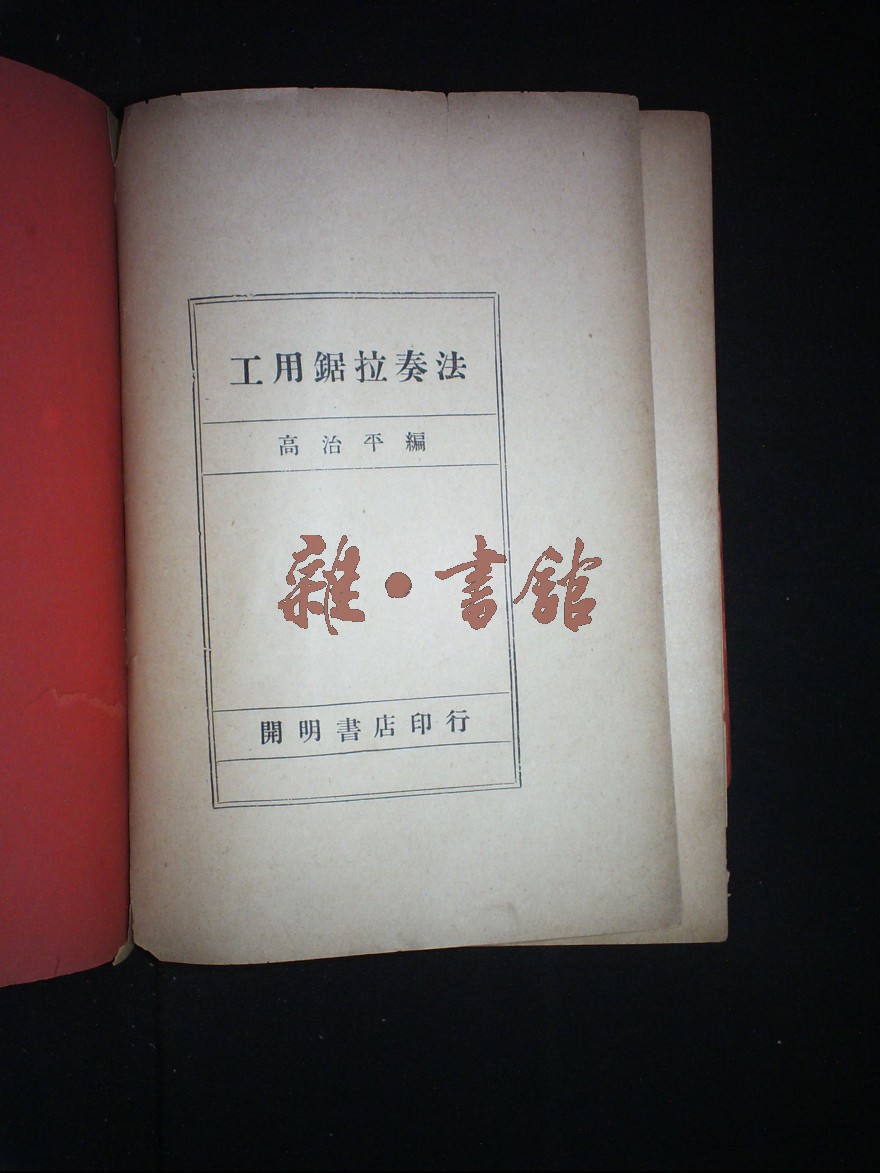 工用鋸拉奏法
高治平編
雜·書館
開明書店印行